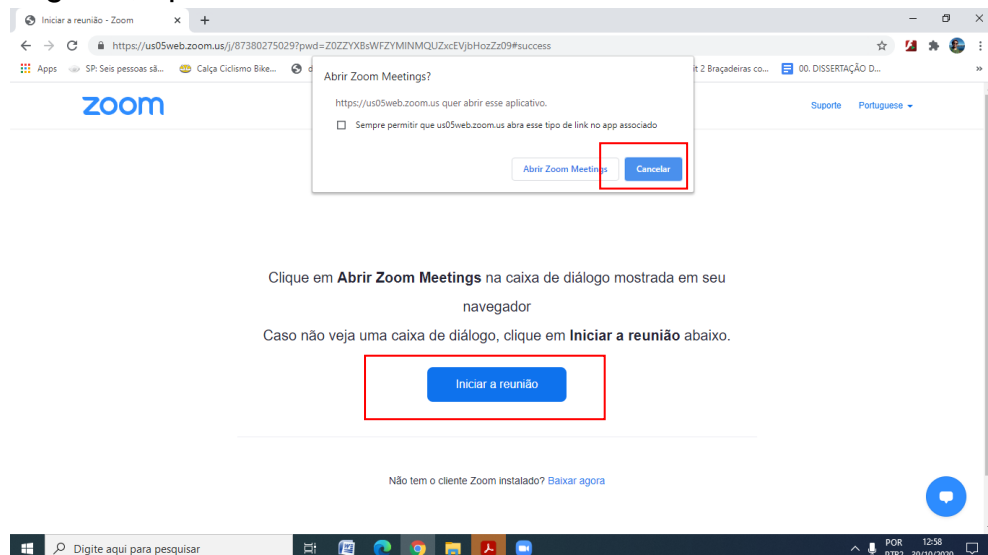 Iniciar a reunião - Zoom
https://us05web.zoom.us/j/87380275029?pwd=Z0ZZYXBsWFZYMINMQUZxcEVjbHozZz09#success
Apps SP: Seis pessoas sã... Calça Ciclismo Bike... d it 2 Braçadeiras co... 00. DISSERTAÇÃO D... »
Abrir Zoom Meetings?
https://us05web.zoom.us quer abrir esse aplicativo.
Sempre permitir que us05web.zoom.us abra esse tipo de link no app associado
Abrir Zoom Meetings Cancelar
zoom Suporte Portuguese
Clique em Abrir Zoom Meetings na caixa de diálogo mostrada em seu
navegador
Caso não veja uma caixa de diálogo, clique em Iniciar a reunião abaixo.
Iniciar a reunião
Não tem o cliente Zoom instalado? Baixar agora
Digite aqui para pesquisar POR 12:58
PTB2 30/10/2020